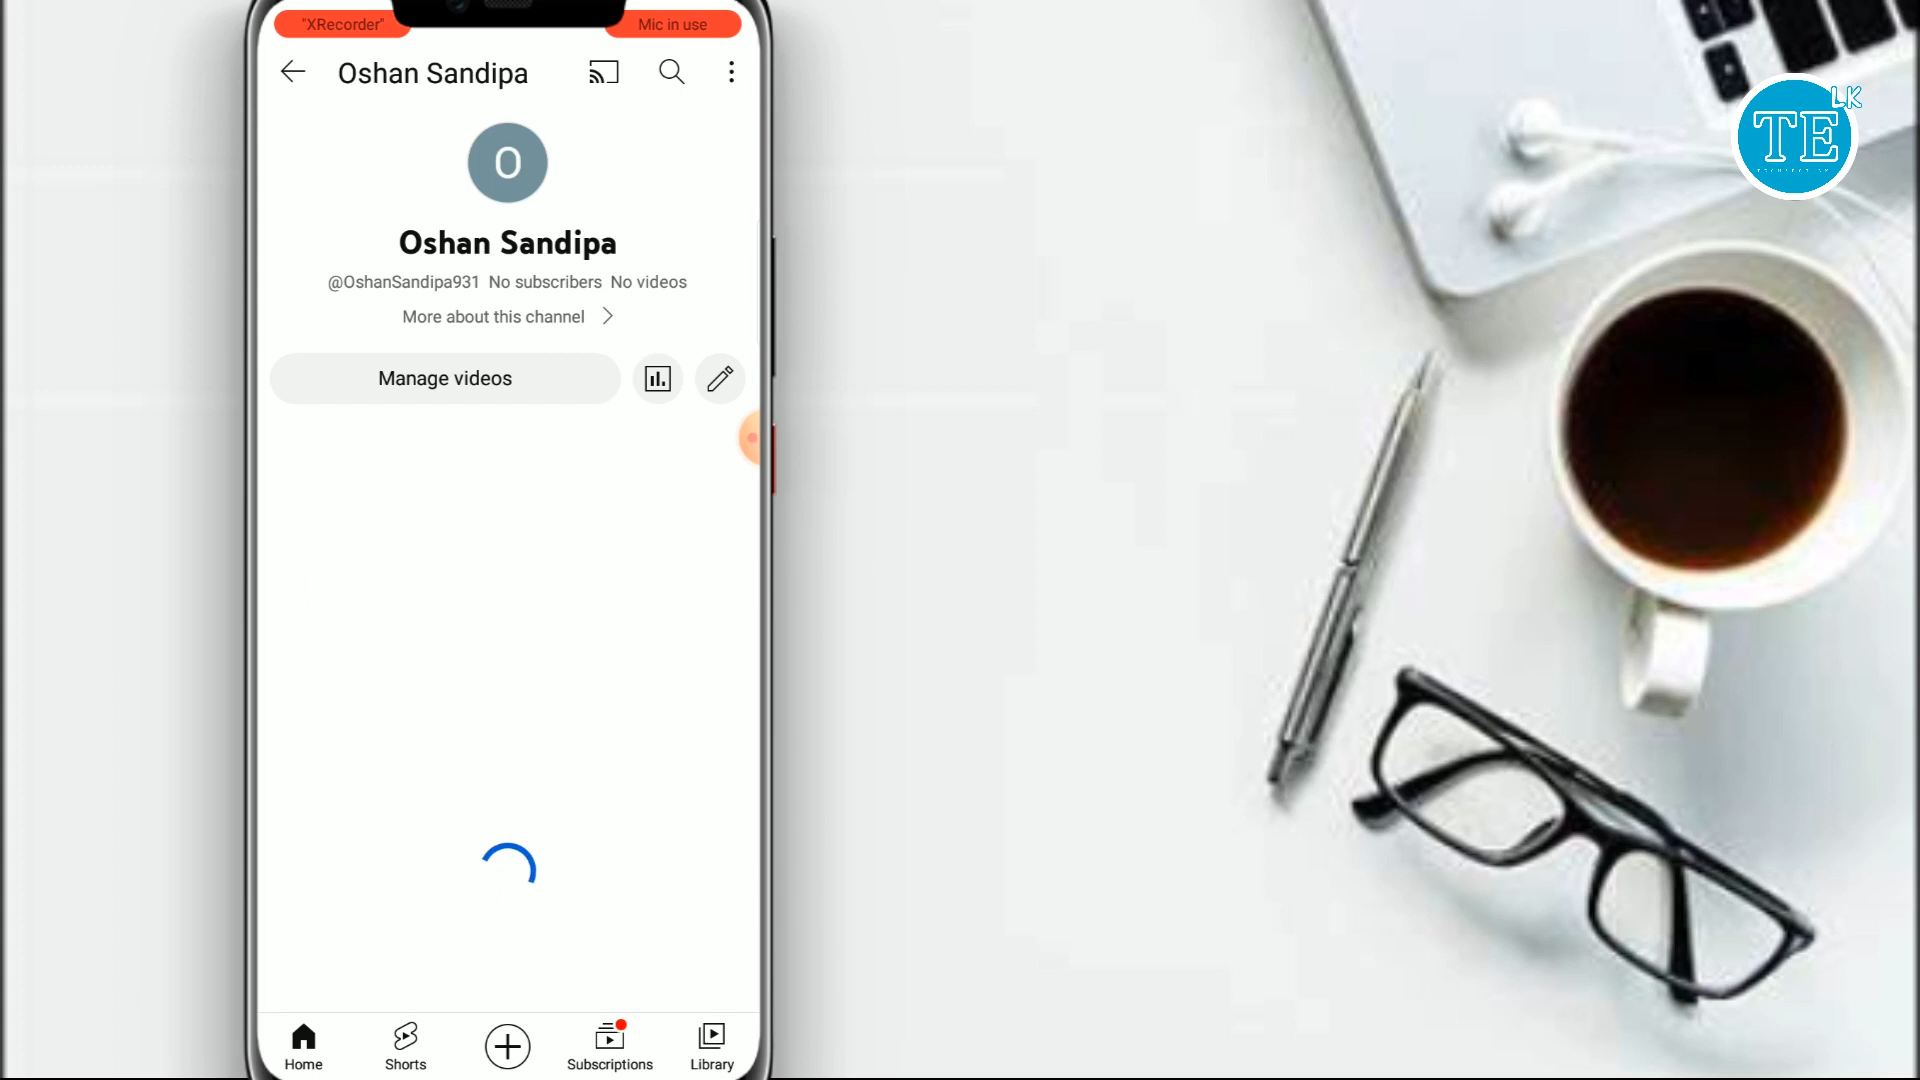 "XRecorder"
Mic in use
Oshan Sandipa
O
Oshan Sandipa
@OshanSandipa931 No subscribers No videos
More about this channel
Manage videos
Home
Shorts
Subscriptions
Library
LK
TE